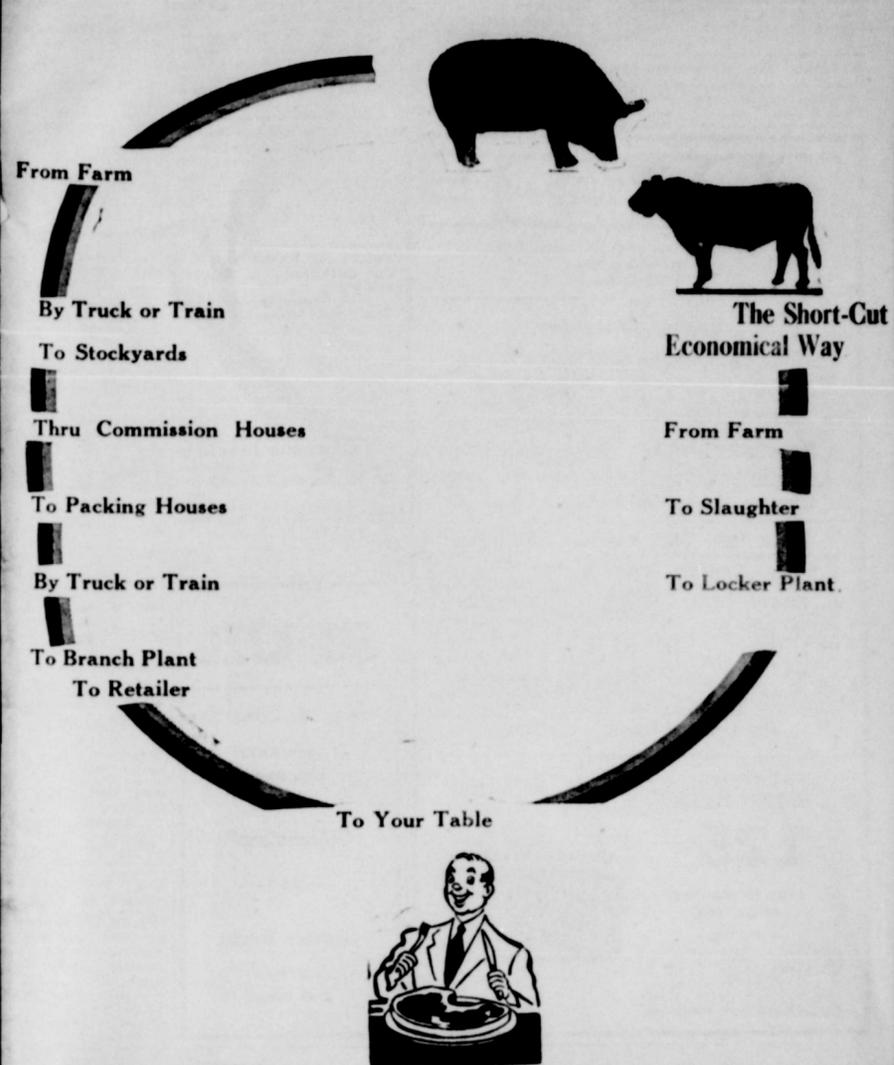 From Farm
By Truck or Train
To Stockyards
Thru Commission Houses
To Packing Houses
By Truck or Train
To Branch Plant
To Retailer
The Short-Cut
Economical Way
From Farm
To Slaughter
To Locker Plant.
To Your Table